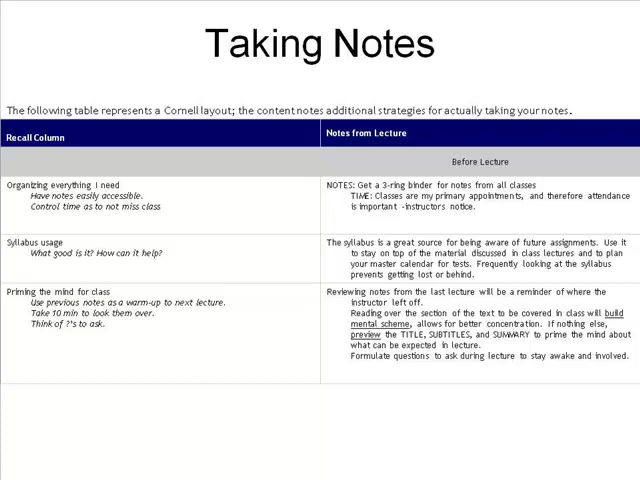 Taking Notes
The following table represents a Cornell layout; the content notes additional strategies for actually taking your notes.
Recall Column
Notes from Lecture
Before Lecture
Organizing everything I need
Have notes easily accessible.
Control time as to not miss class
NOTES: Get a 3-ring binder for notes from all classes
TIME: Classes are my primary appointments, and therefore attendance
is important -instructors notice.
Syllabus usage
What good is it? How can it help?
The syllabus is a great source for being aware of future assignments. Use it
to stay on top of the material discussed in class lectures and to plan
your master calendar for tests. Frequently looking at the syllabus
prevents getting lost or behind.
Priming the mind for class
Use previous notes as a warm-up to next lecture.
Take 10 min to look them over.
Think of ?'s to ask.
Reviewing notes from the last lecture will be a reminder of where the
instructor left off.
Reading over the section of the text to be covered in class will build
mental scheme, allows for better concentration. If nothing else,
preview the TITLE, SUBTITLES, and SUMMARY to prime the mind about
what can be expected in lecture.
Formulate questions to ask during lecture to stay awake and involved.